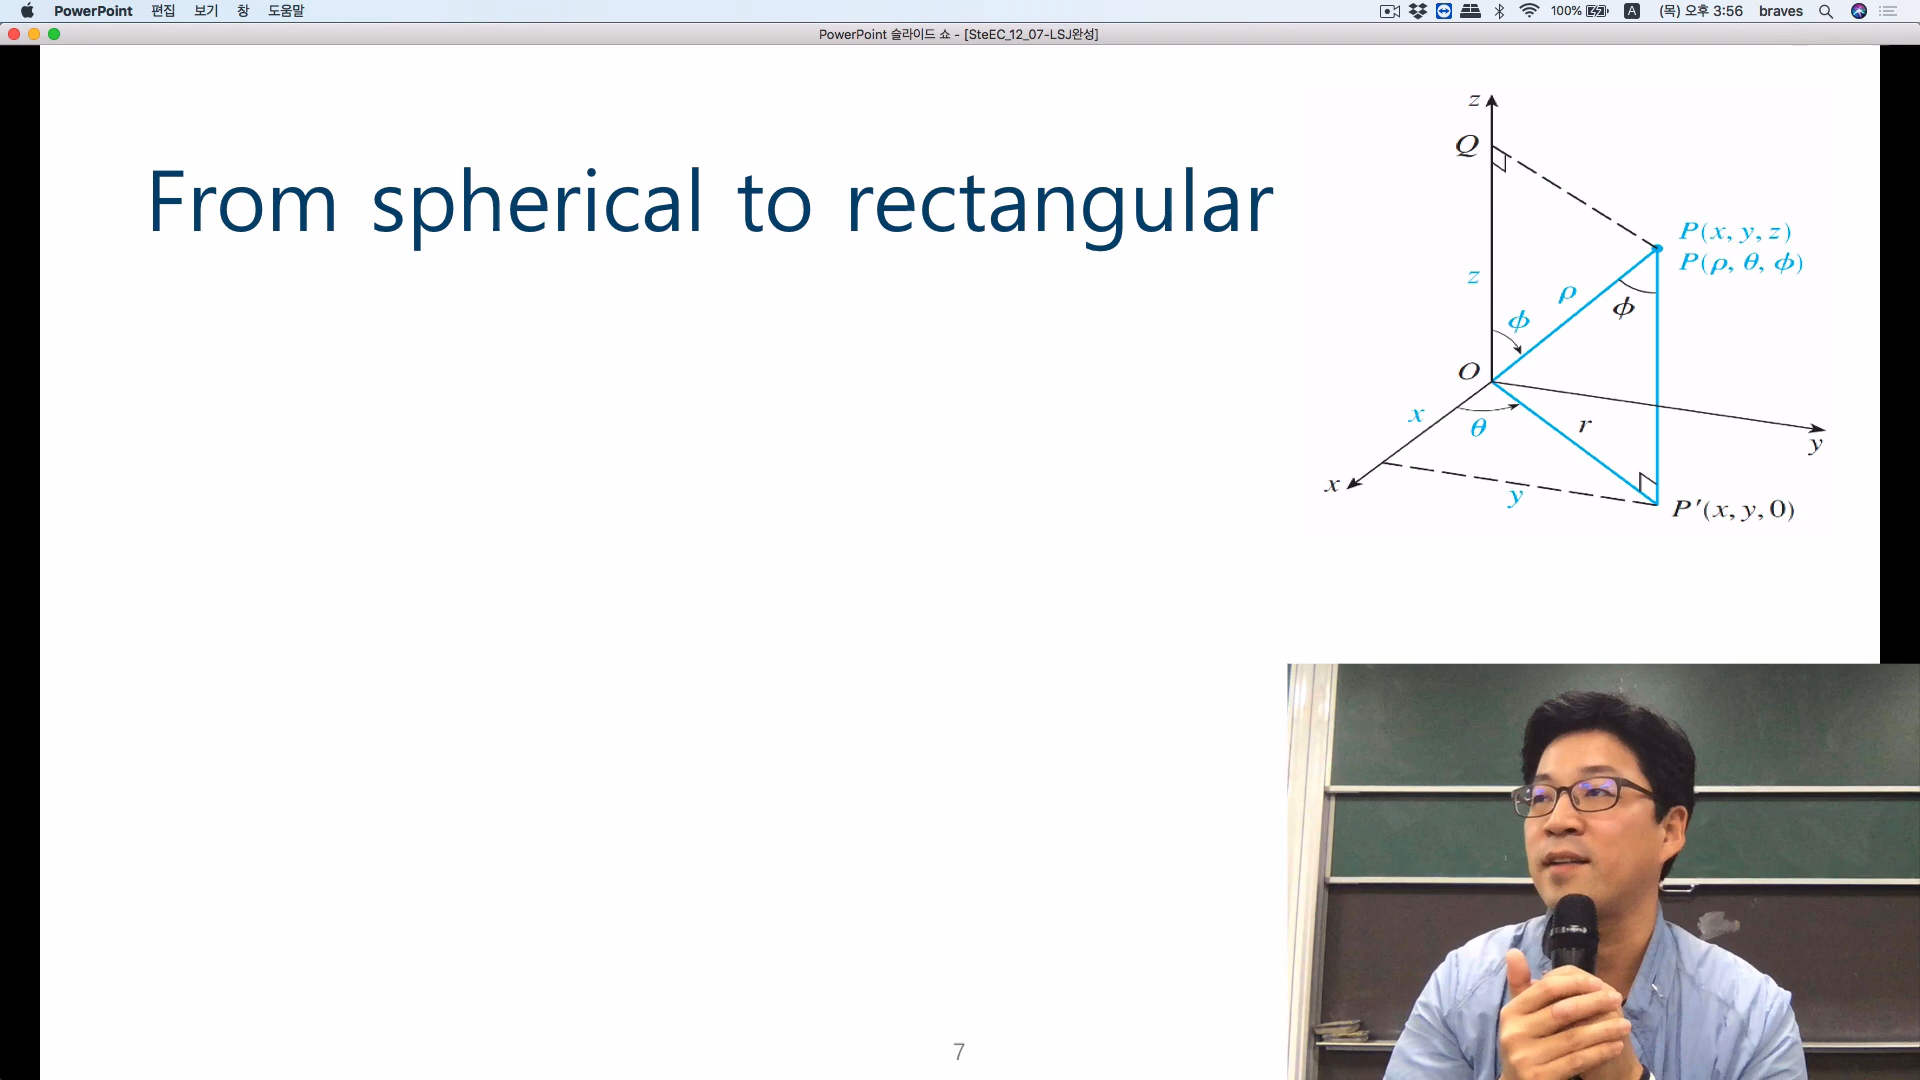 PowerPoint 편집 보기 창 도움말 100% A (목) 오후 3:56 braves
PowerPoint 슬라이드 쇼 - [SteEC_12_07-LSJ완성]
From spherical to rectangular
z
Q
P(x, y, z)
P(ρ, θ, ϕ)
z
ρ
ϕ
ϕ
O
x
θ
r
y
x
y
P′(x, y, 0)
7